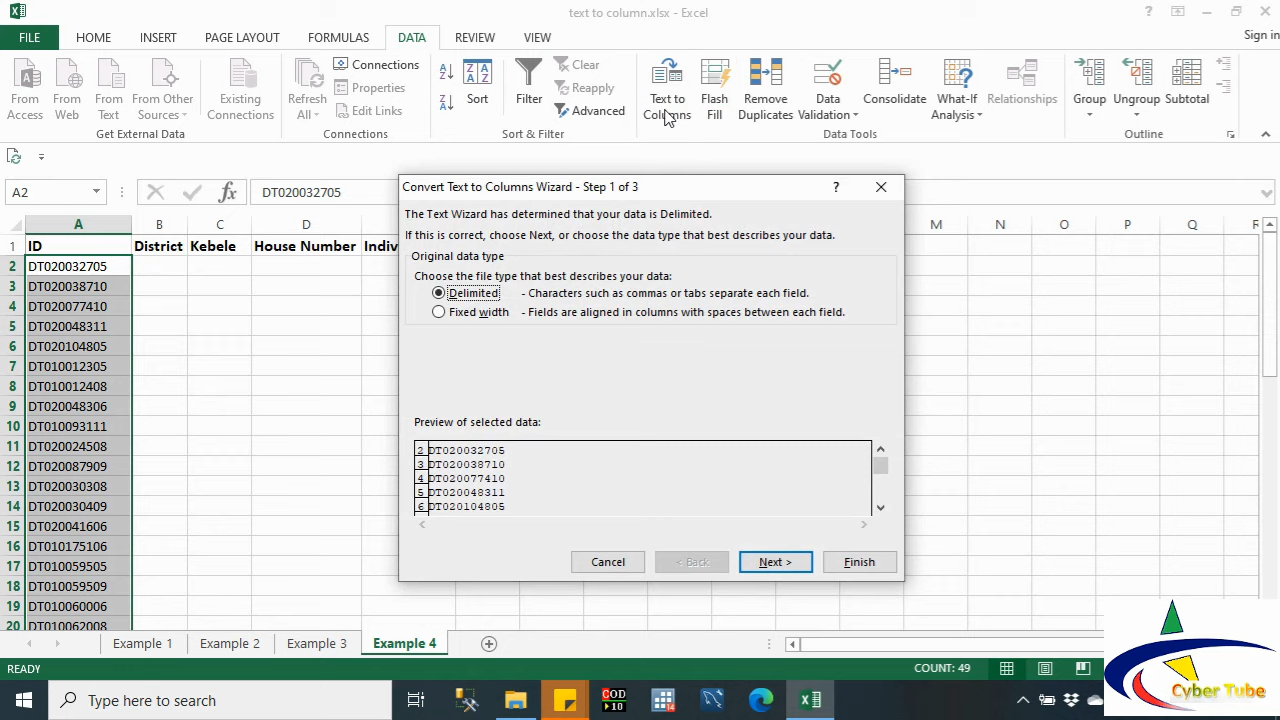 text to column.xlsx - Excel
?
Sign in
FILE HOME INSERT PAGE LAYOUT FORMULAS DATA REVIEW VIEW
From Access
From Web
From Text
From Other Sources
Existing Connections
Get External Data
Refresh All
Connections
Properties
Edit Links
Connections
Sort
Filter
Clear
Reapply
Advanced
Sort & Filter
Text to Columns
Flash Fill
Remove Duplicates
Data Validation
Consolidate
What-If Analysis
Relationships
Data Tools
Group
Ungroup
Subtotal
Outline
A2 fx DT020032705
A B C D M N O P Q R
1 ID District Kebele House Number Indiv
2 DT020032705
3 DT020038710
4 DT020077410
5 DT020048311
6 DT020104805
7 DT010012305
8 DT010012408
9 DT020048306
10 DT010093111
11 DT020024508
12 DT020087909
13 DT020030308
14 DT020030409
15 DT020041606
16 DT010175106
17 DT010059505
18 DT010059509
19 DT010060006
20 DT010062008
Convert Text to Columns Wizard - Step 1 of 3
?
The Text Wizard has determined that your data is Delimited.
If this is correct, choose Next, or choose the data type that best describes your data.
Original data type
Choose the file type that best describes your data:
Delimited - Characters such as commas or tabs separate each field.
Fixed width - Fields are aligned in columns with spaces between each field.
Preview of selected data:
2 DT020032705
3 DT020038710
4 DT020077410
5 DT020048311
6 DT020104805
Cancel < Back Next > Finish
Example 1 Example 2 Example 3 Example 4
READY
COUNT: 49
Cyber Tube
Type here to search
COD
10